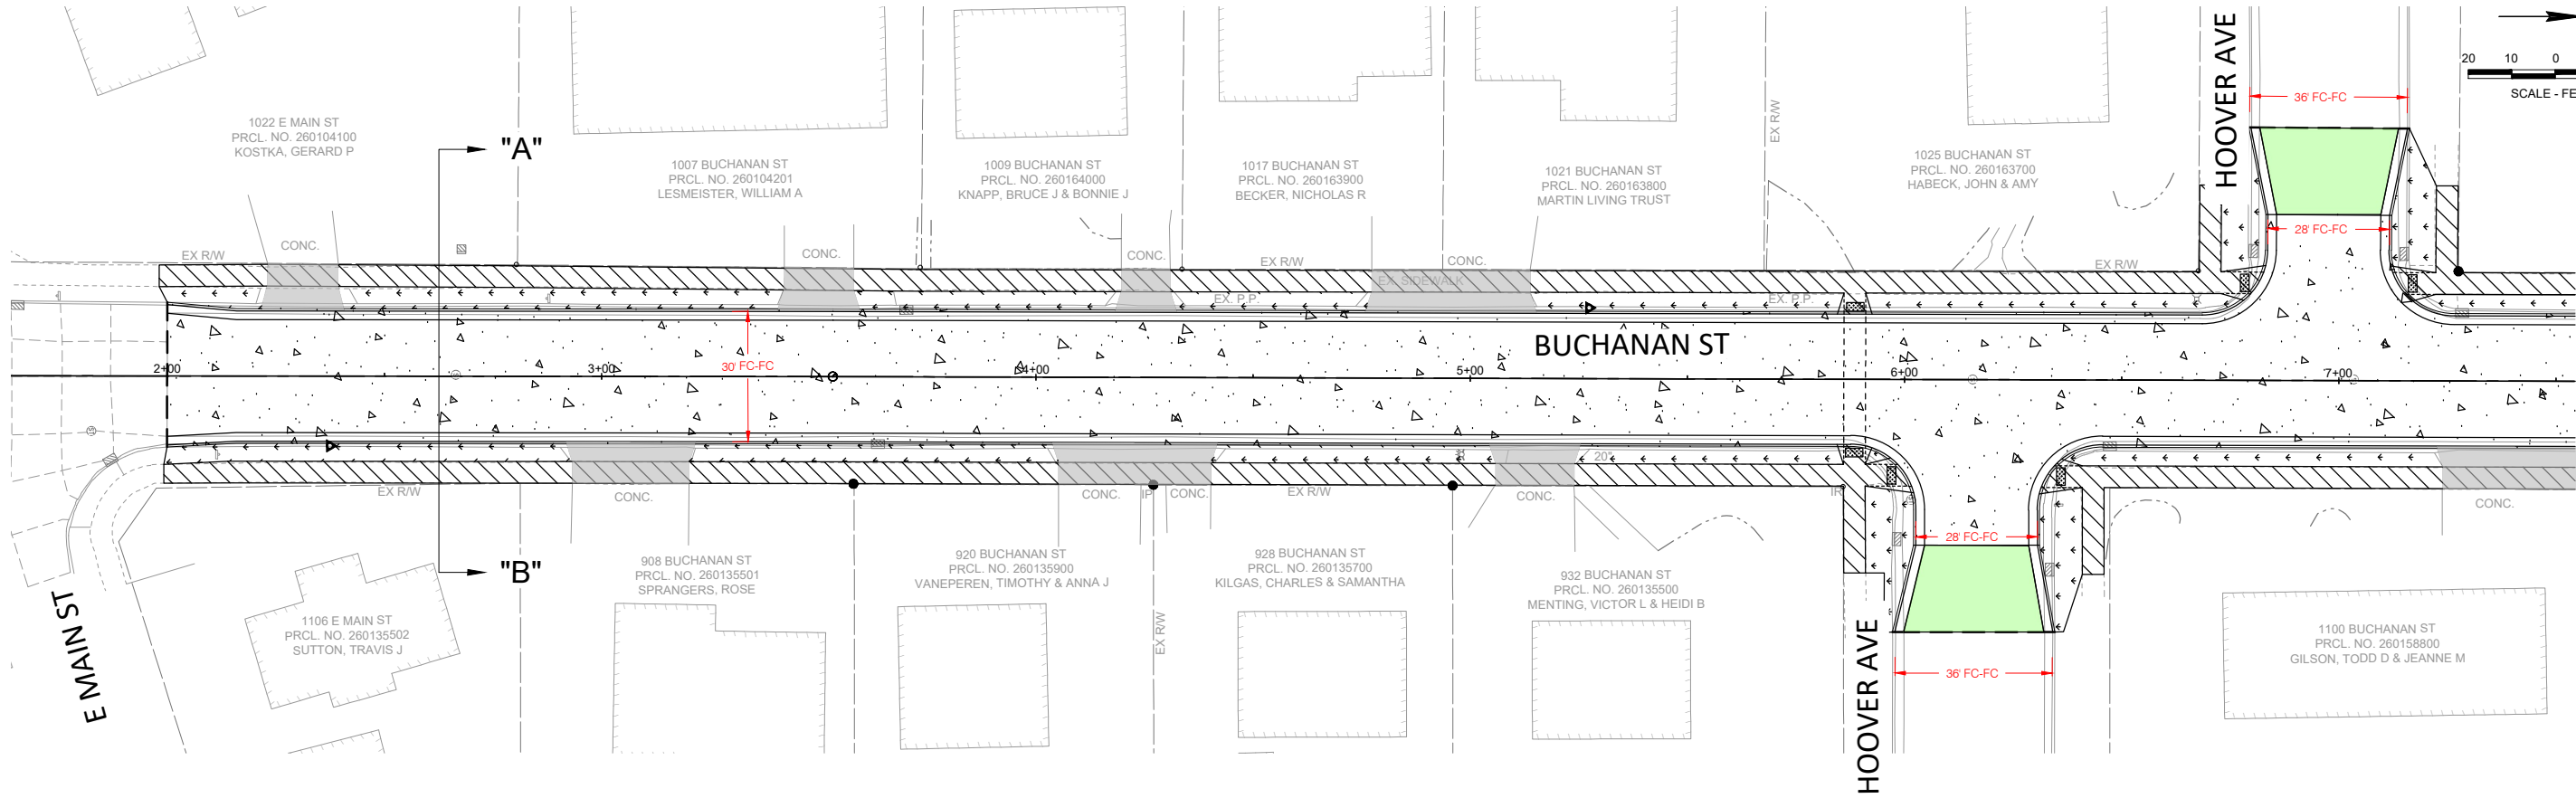 1022 E MAIN ST
PRCL. NO. 260104100
KOSTKA, GERARD P
"A"
1007 BUCHANAN ST
PRCL. NO. 260104201
LESMEISTER, WILLIAM A
1009 BUCHANAN ST
PRCL. NO. 260164000
KNAPP, BRUCE J & BONNIE J
1017 BUCHANAN ST
PRCL. NO. 260163900
BECKER, NICHOLAS R
1021 BUCHANAN ST
PRCL. NO. 260163800
MARTIN LIVING TRUST
EX R/W
1025 BUCHANAN ST
PRCL. NO. 260163700
HABECK, JOHN & AMY
HOOVER AVE
36' FC-FC
28' FC-FC
20 10 0
SCALE - FE
EX R/W
CONC.
CONC.
CONC.
EX R/W
CONC.
EX R/W
EX. SIDEWALK
EX. P.P.
EX. P.P.
BUCHANAN ST
2+00
3+00
30' FC-FC
4+00
5+00
6+00
7+00
20"
EX R/W
CONC.
CONC.
IP
CONC.
EX R/W
CONC.
IR
CONC.
"B"
28' FC-FC
36' FC-FC
E MAIN ST
1106 E MAIN ST
PRCL. NO. 260135502
SUTTON, TRAVIS J
908 BUCHANAN ST
PRCL. NO. 260135501
SPRANGERS, ROSE
920 BUCHANAN ST
PRCL. NO. 260135900
VANEPEREN, TIMOTHY & ANNA J
EX R/W
928 BUCHANAN ST
PRCL. NO. 260135700
KILGAS, CHARLES & SAMANTHA
932 BUCHANAN ST
PRCL. NO. 260135500
MENTING, VICTOR L & HEIDI B
HOOVER AVE
1100 BUCHANAN ST
PRCL. NO. 260158800
GILSON, TODD D & JEANNE M